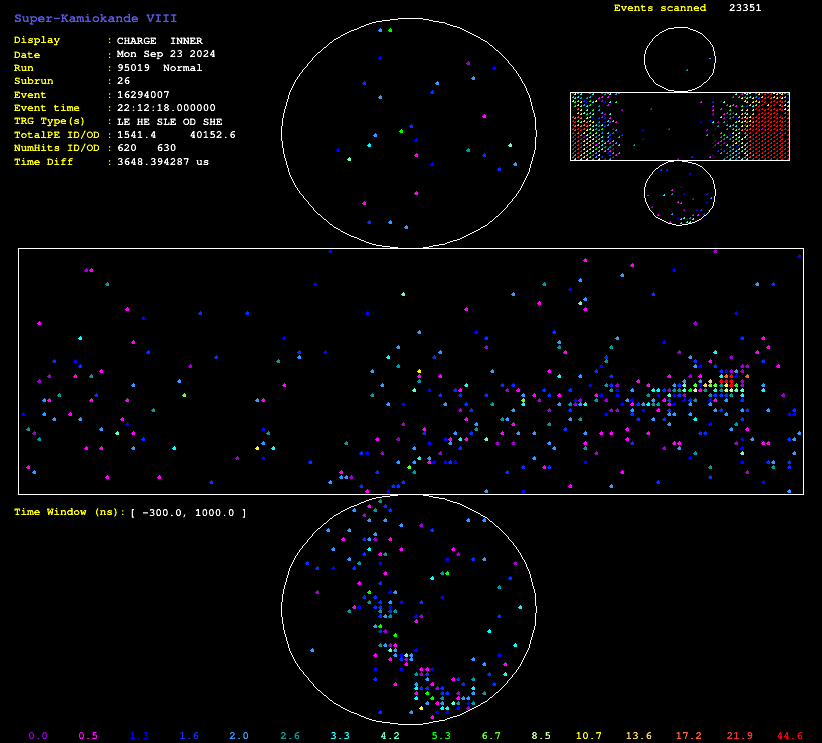 Super-Kamiokande VIII
Events scanned 23351
Display : CHARGE INNER
Date : Mon Sep 23 2024
Run : 95019 Normal
Subrun : 26
Event : 16294007
Event time : 22:12:18.000000
TRG Type(s) : LE HE SLE OD SHE
TotalPE ID/OD : 1541.4 40152.6
NumHits ID/OD : 620 630
Time Diff : 3648.394287 us
Time Window (ns): [ -300.0, 1000.0 ]
0.0 0.5 1.3 1.6 2.0 2.6 3.3 4.2 5.3 6.7 8.5 10.7 13.6 17.2 21.9 44.6